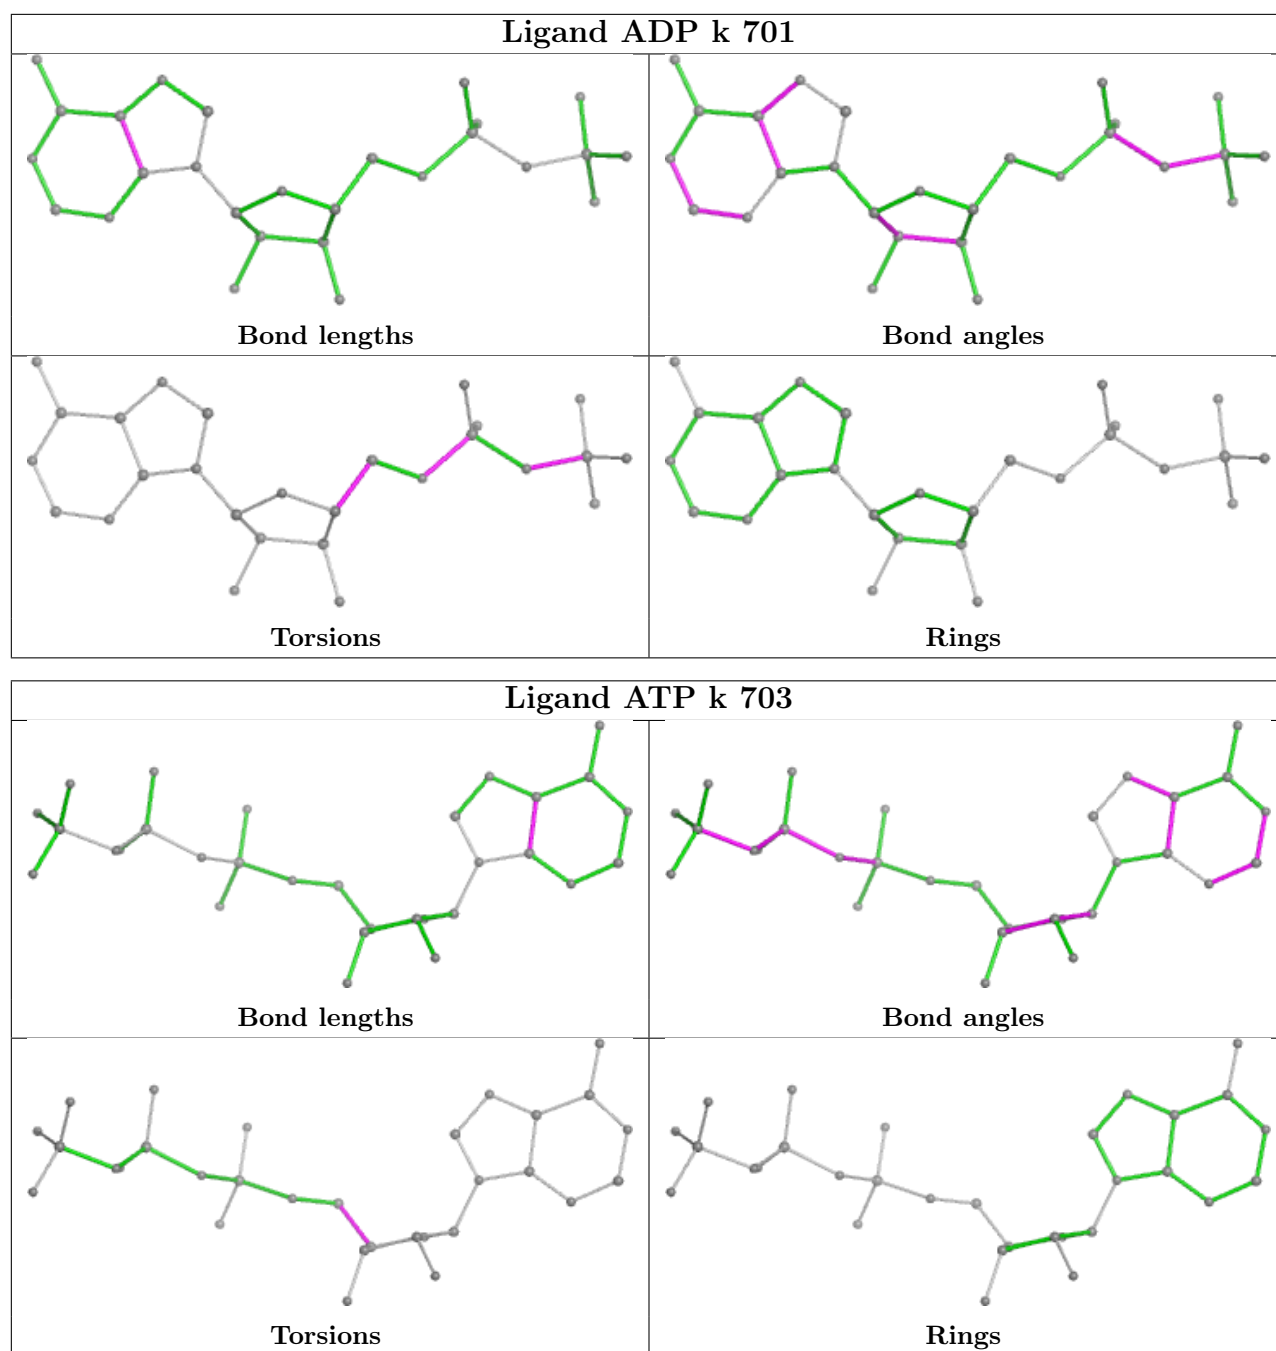 Ligand ADP k 701
Bond lengths
Bond angles
Torsions
Rings
Ligand ATP k 703
Bond lengths
Bond angles
Torsions
Rings